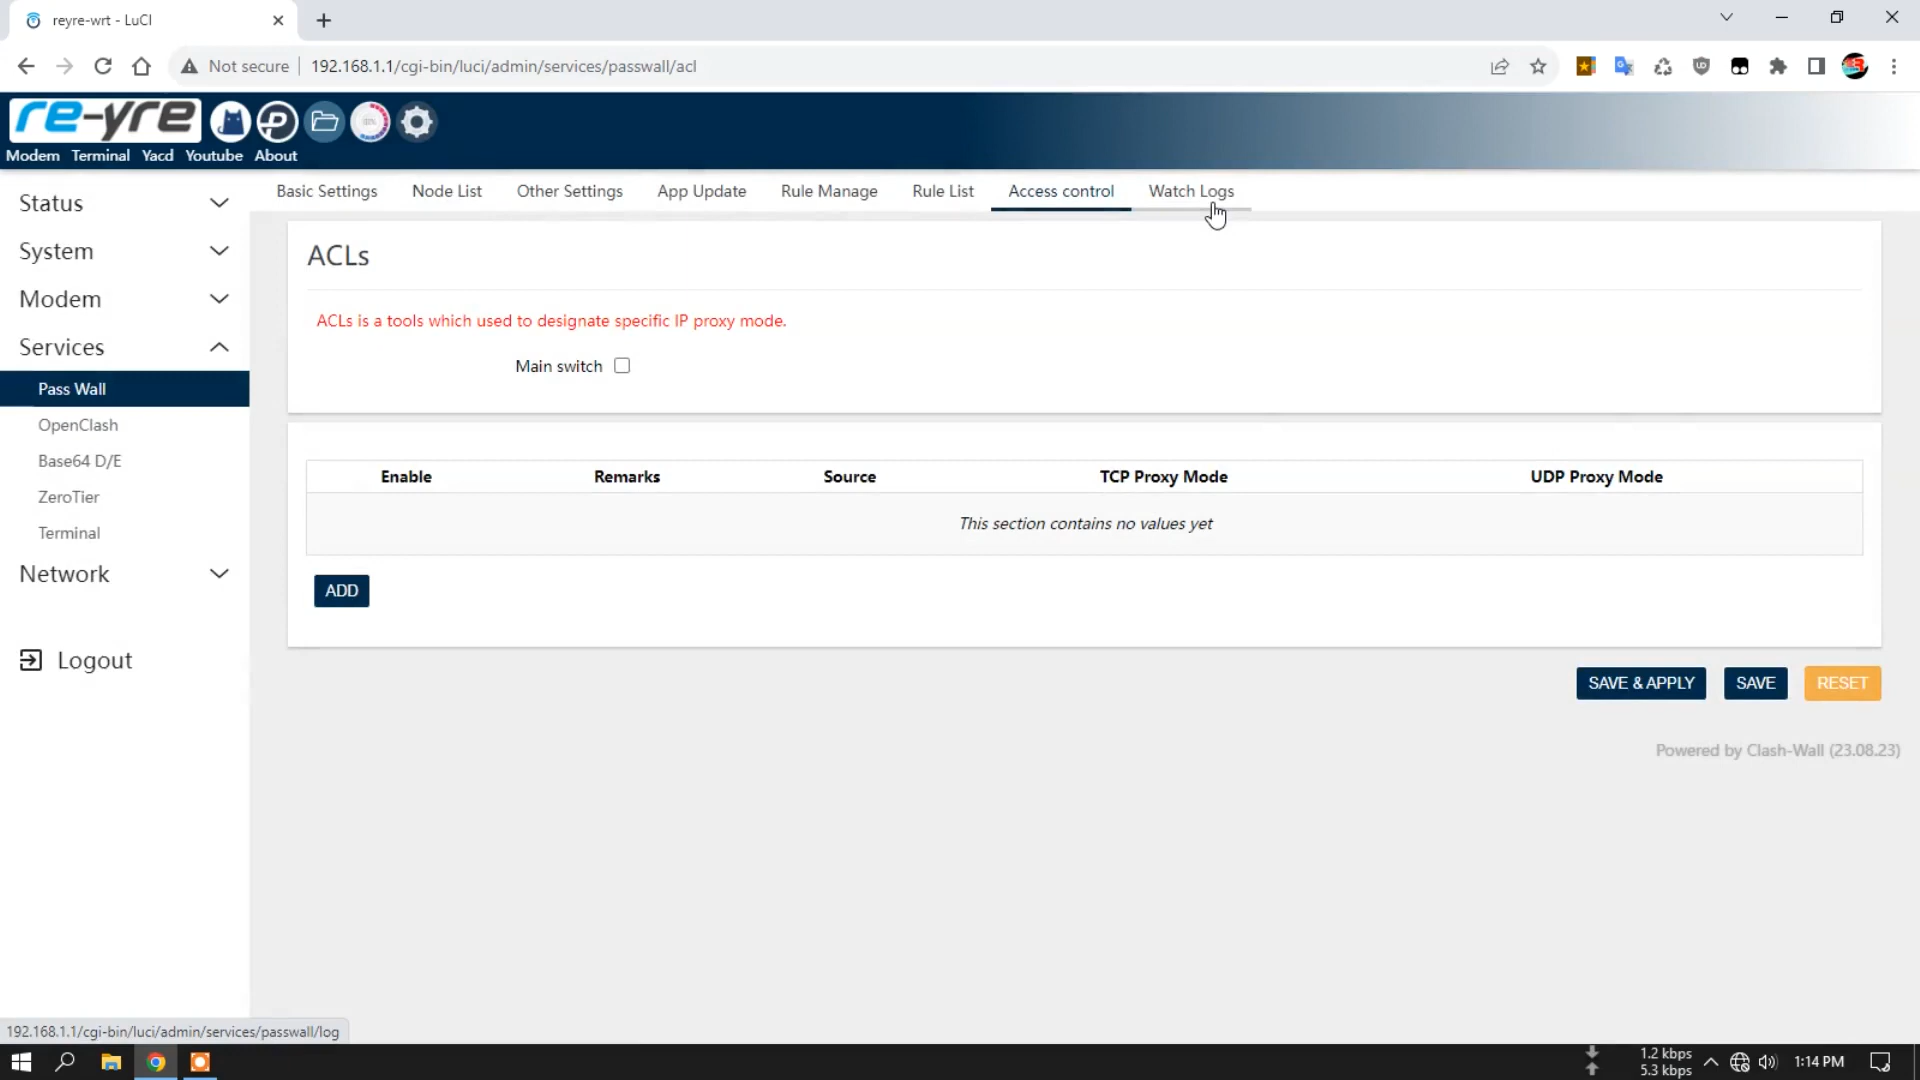 reyre-wrt - LuCI
Not secure
192.168.1.1/cgi-bin/luci/admin/services/passwall/acl
re-yre
Modem Terminal Yacd Youtube About
Status
System
Modem
Services
Pass Wall
OpenClash
Base64 D/E
ZeroTier
Terminal
Network
Logout
Basic Settings Node List Other Settings App Update Rule Manage Rule List Access control Watch Logs
ACLs
ACLs is a tools which used to designate specific IP proxy mode.
Main switch
Enable Remarks Source TCP Proxy Mode UDP Proxy Mode
This section contains no values yet
ADD
SAVE & APPLY SAVE RESET
Powered by Clash-Wall (23.08.23)
192.168.1.1/cgi-bin/luci/admin/services/passwall/log
1.2 kbps
5.3 kbps
1:14 PM